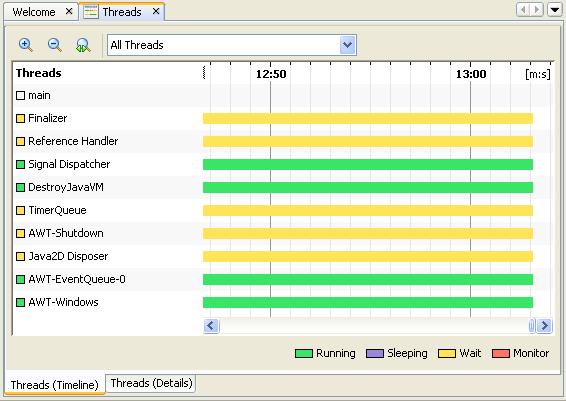 Welcome
Threads
All Threads
Threads 12:50 13:00 [m:s]
main
Finalizer
Reference Handler
Signal Dispatcher
DestroyJavaVM
TimerQueue
AWT-Shutdown
Java2D Disposer
AWT-EventQueue-0
AWT-Windows
Running Sleeping Wait Monitor
Threads (Timeline) Threads (Details)